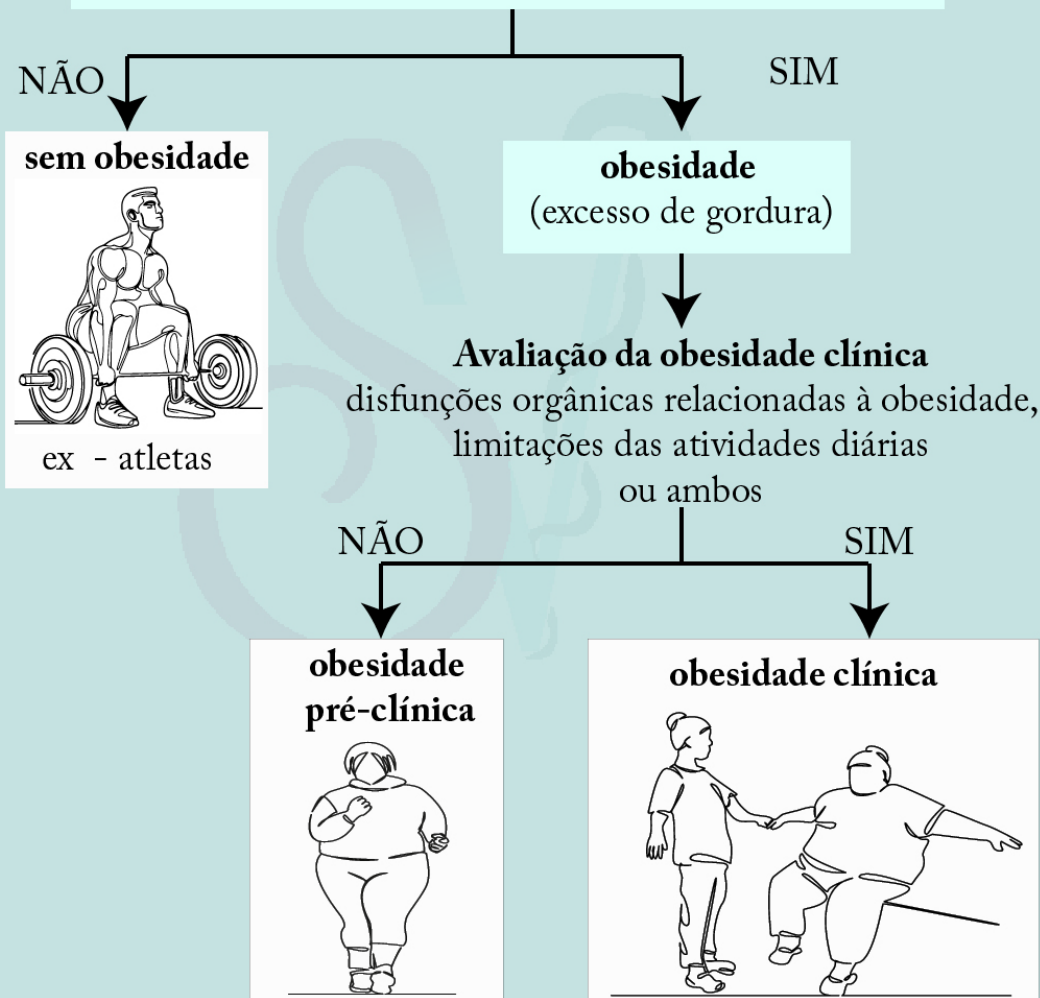 NÃO
SIM
sem obesidade
ex - atletas
obesidade
(excesso de gordura)
Avaliação da obesidade clínica
disfunções orgânicas relacionadas à obesidade,
limitações das atividades diárias
ou ambos
NÃO
SIM
obesidade
pré-clínica
obesidade clínica